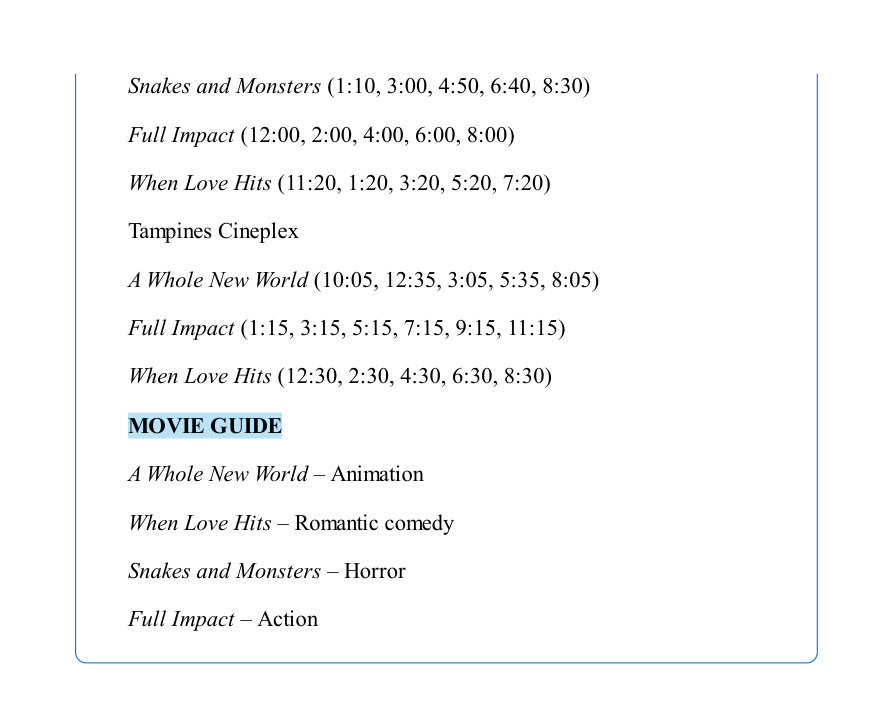 Snakes and Monsters (1:10, 3:00, 4:50, 6:40, 8:30)
Full Impact (12:00, 2:00, 4:00, 6:00, 8:00)
When Love Hits (11:20, 1:20, 3:20, 5:20, 7:20)
Tampines Cineplex
A Whole New World (10:05, 12:35, 3:05, 5:35, 8:05)
Full Impact (1:15, 3:15, 5:15, 7:15, 9:15, 11:15)
When Love Hits (12:30, 2:30, 4:30, 6:30, 8:30)
MOVIE GUIDE
A Whole New World – Animation
When Love Hits – Romantic comedy
Snakes and Monsters – Horror
Full Impact – Action